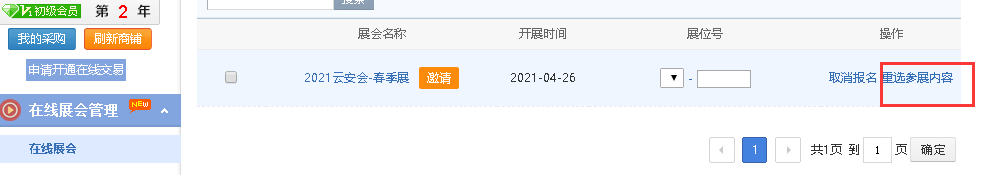 搜索
V1 初级会员 第 2 年
我的采购 刷新商铺
申请开通在线交易
在线展会管理 NEW
在线展会
展会名称 开展时间 展位号 操作
2021云安会-春季展 邀请 2021-04-26 - 取消报名 重选参展内容
1 共1页 到 1 页 确定